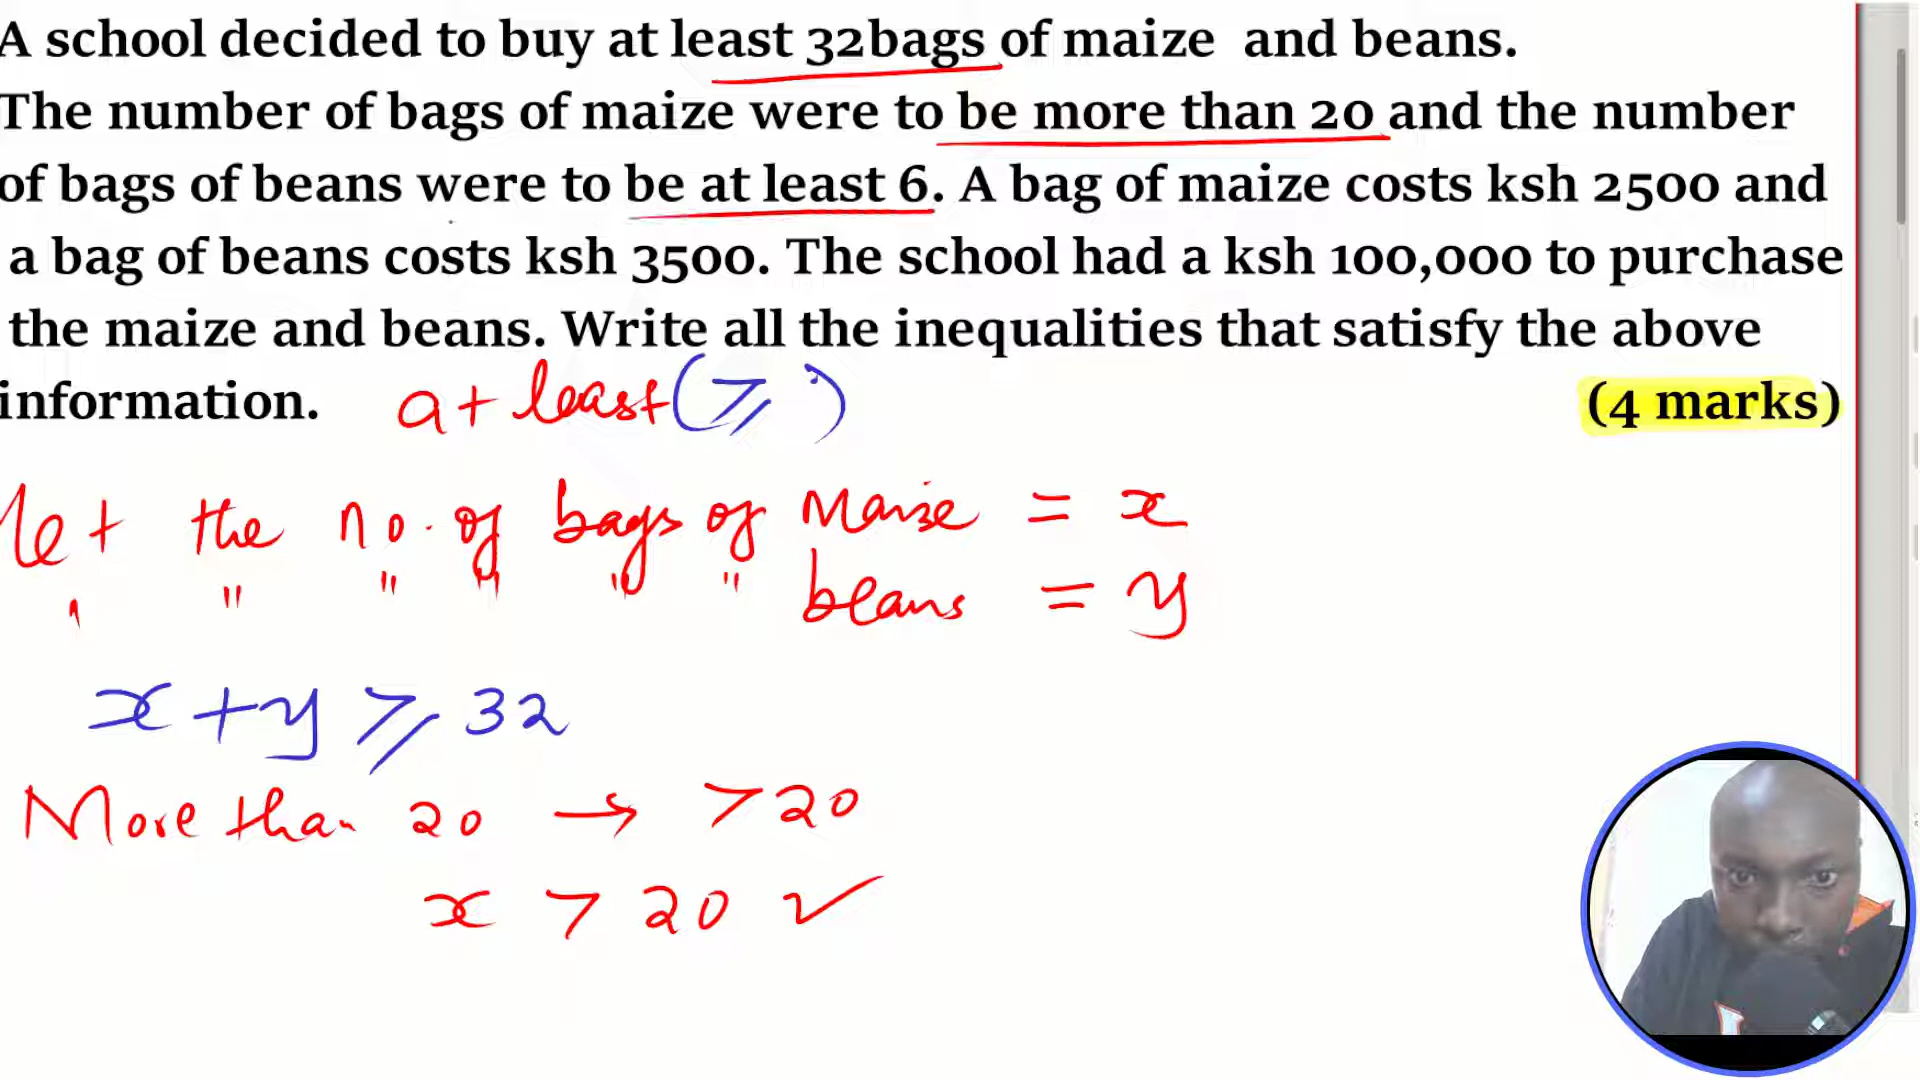 A school decided to buy at least 32bags of maize and beans.
The number of bags of maize were to be more than 20 and the number
of bags of beans were to be at least 6. A bag of maize costs ksh 2500 and
a bag of beans costs ksh 3500. The school had a ksh 100,000 to purchase
the maize and beans. Write all the inequalities that satisfy the above
information. at least (≥) (4 marks)
let the no. of bags of Maize = x
" " " " " " beans = y
x + y ≥ 32
More than 20 → > 20
x > 20 ✓